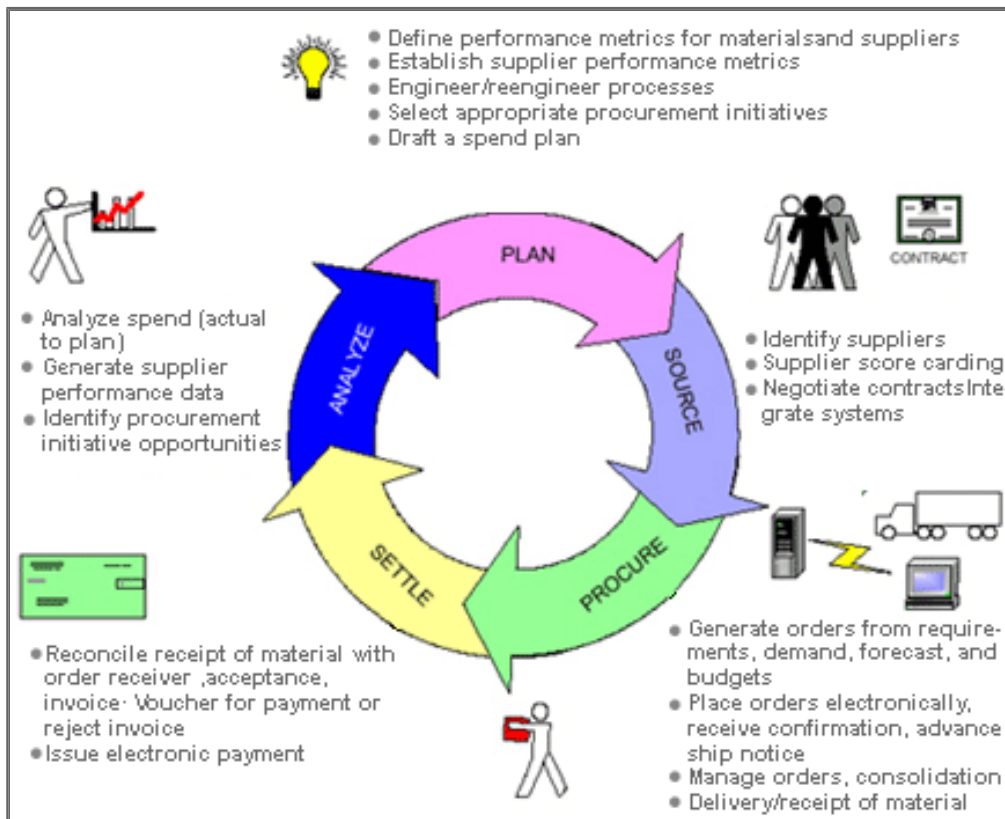 ● Define performance metrics for materialsand suppliers
● Establish supplier performance metrics
● Engineer/reengineer processes
● Select appropriate procurement initiatives
● Draft a spend plan
PLAN
CONTRACT
SOURCE
● Identify suppliers
● Supplier score carding
● Negotiate contractsInte
grate systems
ANALYZE
● Analyze spend (actual
to plan)
● Generate supplier
performance data
● Identify procurement
initiative opportunities
PROCURE
● Generate orders from require-
ments, demand, forecast, and
budgets
● Place orders electronically,
receive confirmation, advance
ship notice
● Manage orders, consolidation
● Delivery/receipt of material
SETTLE
● Reconcile receipt of material with
order receiver ,acceptance,
invoice· Voucher for payment or
reject invoice
● Issue electronic payment